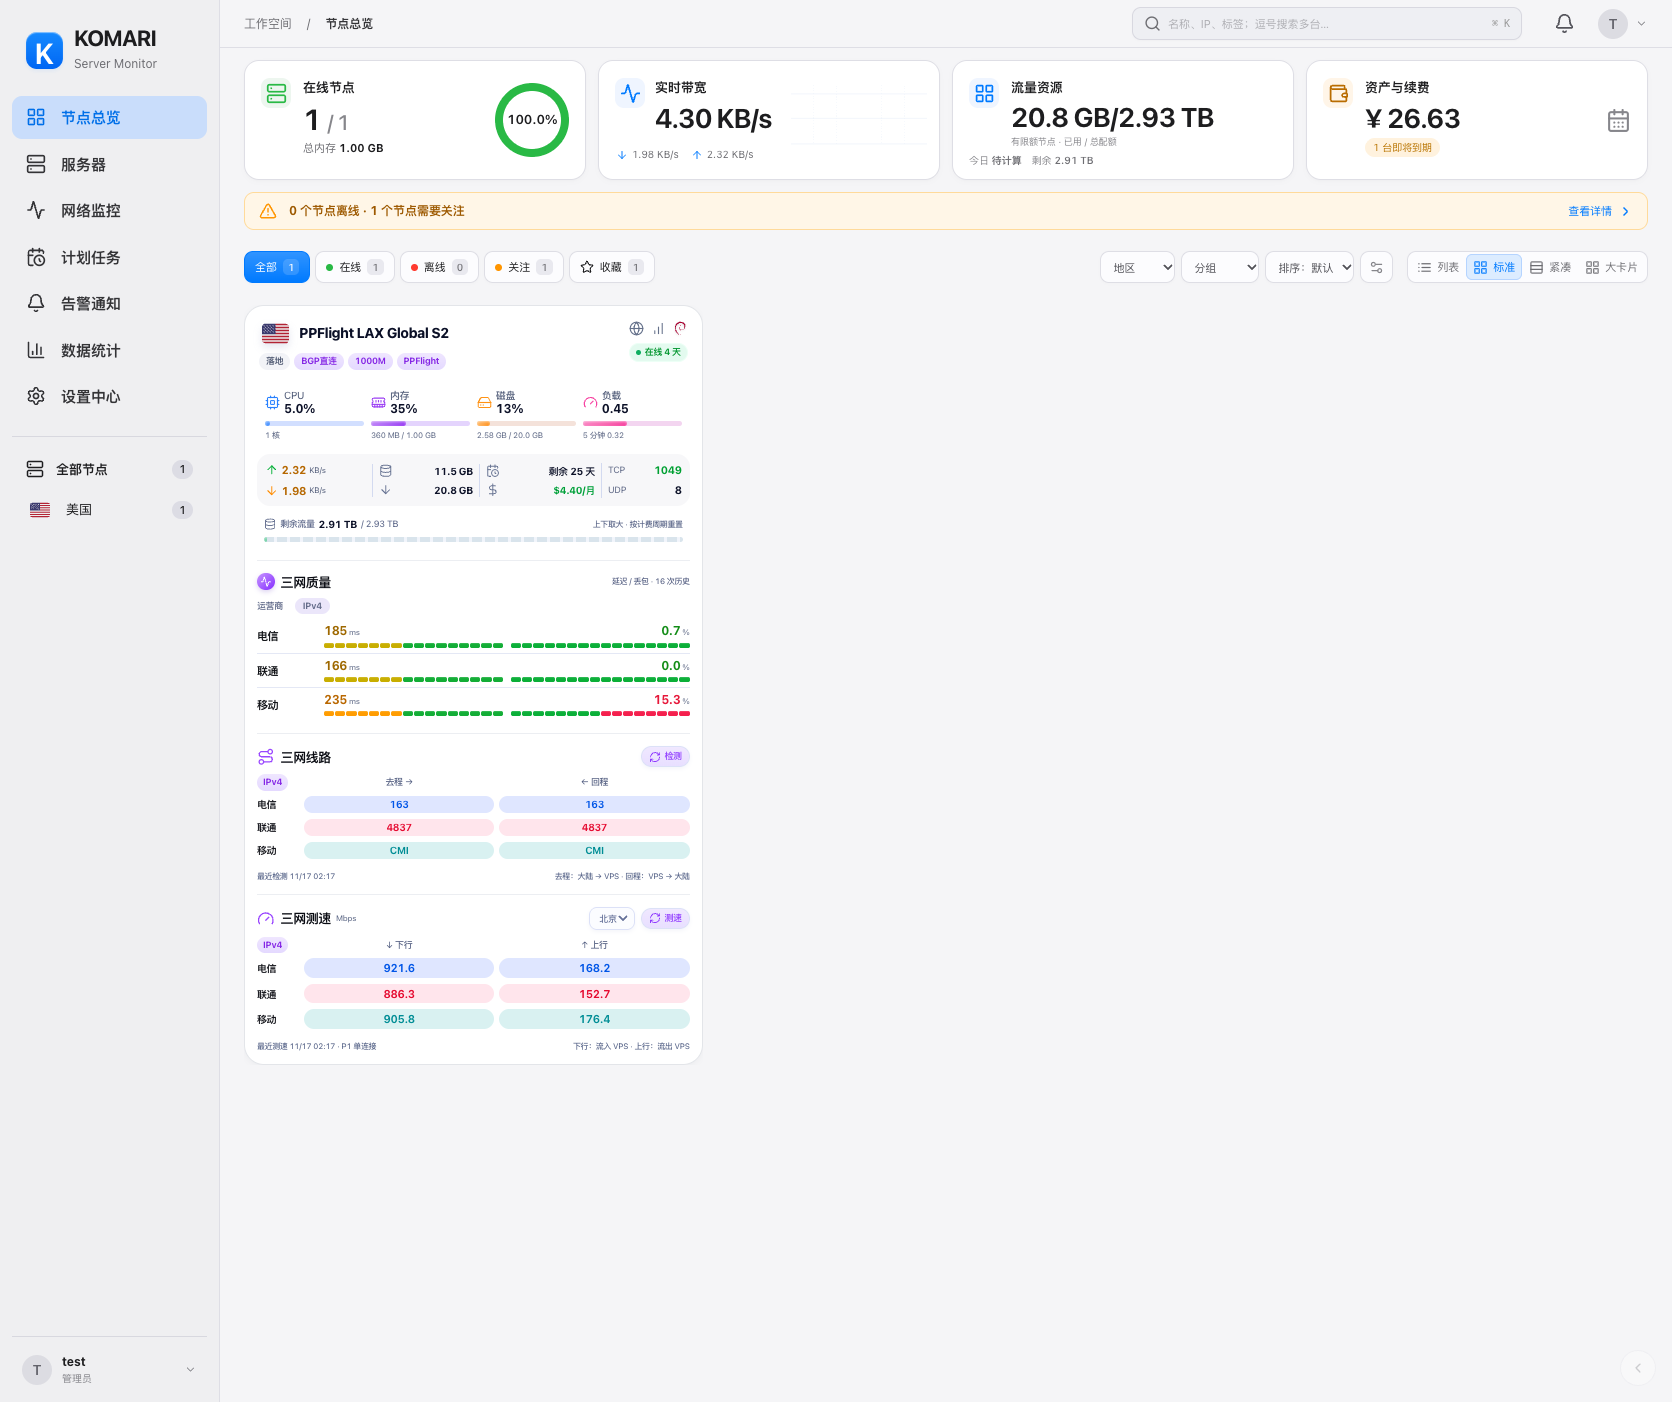 K
KOMARI
Server Monitor
节点总览
服务器
网络监控
计划任务
告警通知
数据统计
设置中心
全部节点 1
美国 1
T
test
管理员
工作空间 / 节点总览
名称、IP、标签；逗号搜索多台... ⌘ K
T
在线节点
1 / 1
总内存 1.00 GB
100.0%
实时带宽
4.30 KB/s
↓ 1.98 KB/s ↑ 2.32 KB/s
流量资源
20.8 GB/2.93 TB
有限额节点 · 已用 / 总配额
今日 待计算 剩余 2.91 TB
资产与续费
¥ 26.63
1 台即将到期
0 个节点离线 · 1 个节点需要关注
查看详情
全部 1
在线 1
离线 0
关注 1
收藏 1
地区
分组
排序：默认
列表
标准
紧凑
大卡片
PPFlight LAX Global S2
在线 4 天
落地 BGP直连 1000M PPFlight
CPU
5.0%
1 核
内存
35%
360 MB / 1.00 GB
磁盘
13%
2.58 GB / 20.0 GB
负载
0.45
5 分钟 0.32
↑ 2.32 KB/s 11.5 GB 剩余 25 天 TCP 1049
↓ 1.98 KB/s ↓ 20.8 GB $ $4.40/月 UDP 8
剩余流量 2.91 TB / 2.93 TB 上下取大 · 按计费周期重置
三网质量 延迟 / 丢包 · 16 次历史
运营商 IPv4
电信 185 ms 0.7 %
联通 166 ms 0.0 %
移动 235 ms 15.3 %
三网线路 检测
IPv4 去程 → ← 回程
电信 163 163
联通 4837 4837
移动 CMI CMI
最近检测 11/17 02:17 去程：大陆 → VPS · 回程：VPS → 大陆
三网测速 Mbps 北京 测速
IPv4 ↓ 下行 ↑ 上行
电信 921.6 168.2
联通 886.3 152.7
移动 905.8 176.4
最近测速 11/17 02:17 · P1 单连接 下行：流入 VPS · 上行：流出 VPS